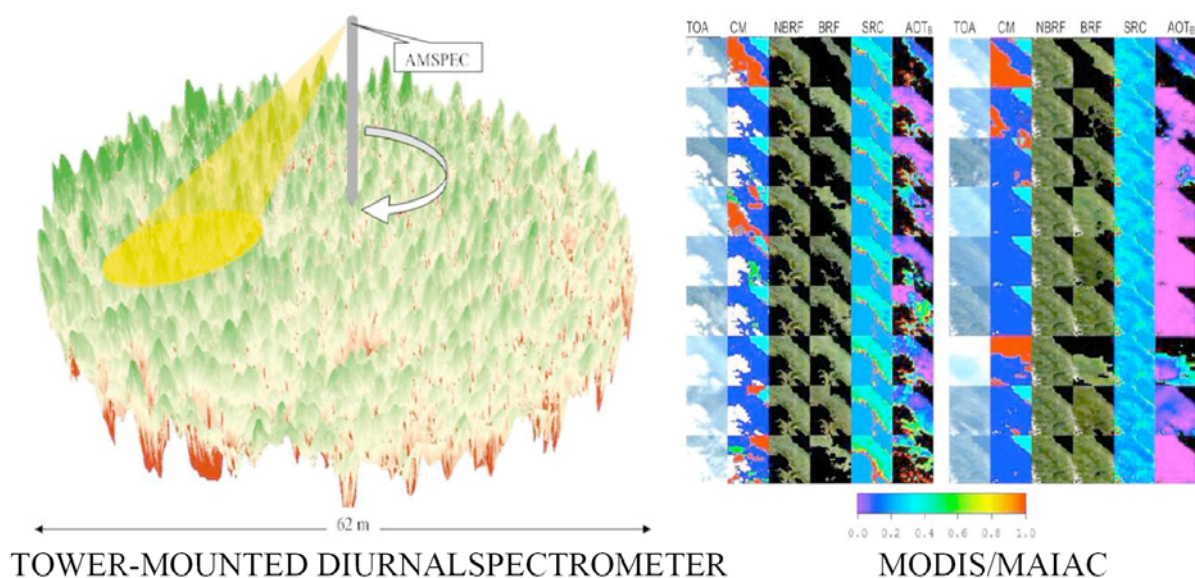 AMSPEC
62 m
TOWER-MOUNTED DIURNALSPECTROMETER
TOA CM NBRF BRF SRC AOTB
TOA CM NBRF BRF SRC AOTB
0.0 0.2 0.4 0.6 0.8 1.0
MODIS/MAIAC